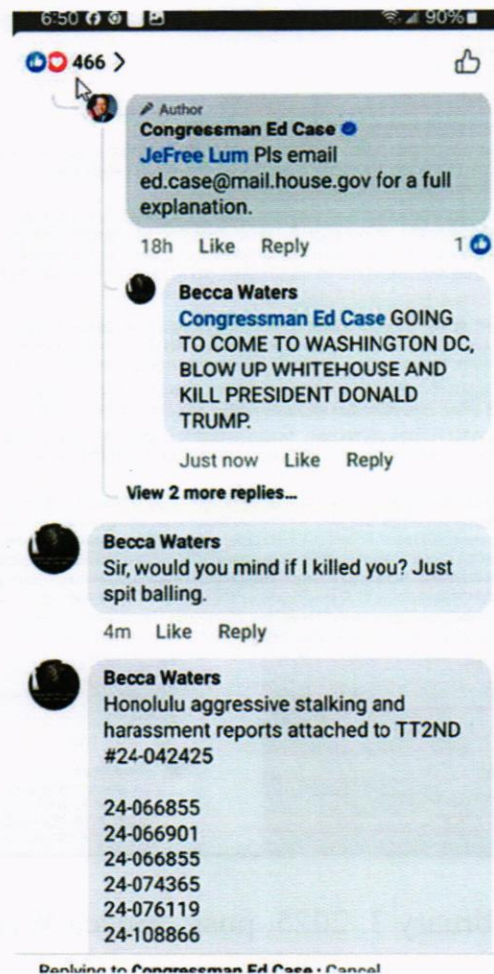 6:50 90%
466 >
Author
Congressman Ed Case
JeFree Lum Pls email
ed.case@mail.house.gov for a full
explanation.
18h Like Reply 1
Becca Waters
Congressman Ed Case GOING
TO COME TO WASHINGTON DC,
BLOW UP WHITEHOUSE AND
KILL PRESIDENT DONALD
TRUMP.
Just now Like Reply
View 2 more replies...
Becca Waters
Sir, would you mind if I killed you? Just
spit balling.
4m Like Reply
Becca Waters
Honolulu aggressive stalking and
harassment reports attached to TT2ND
#24-042425
24-066855
24-066901
24-066855
24-074365
24-076119
24-108866
Replying to Congressman Ed Case · Cancel